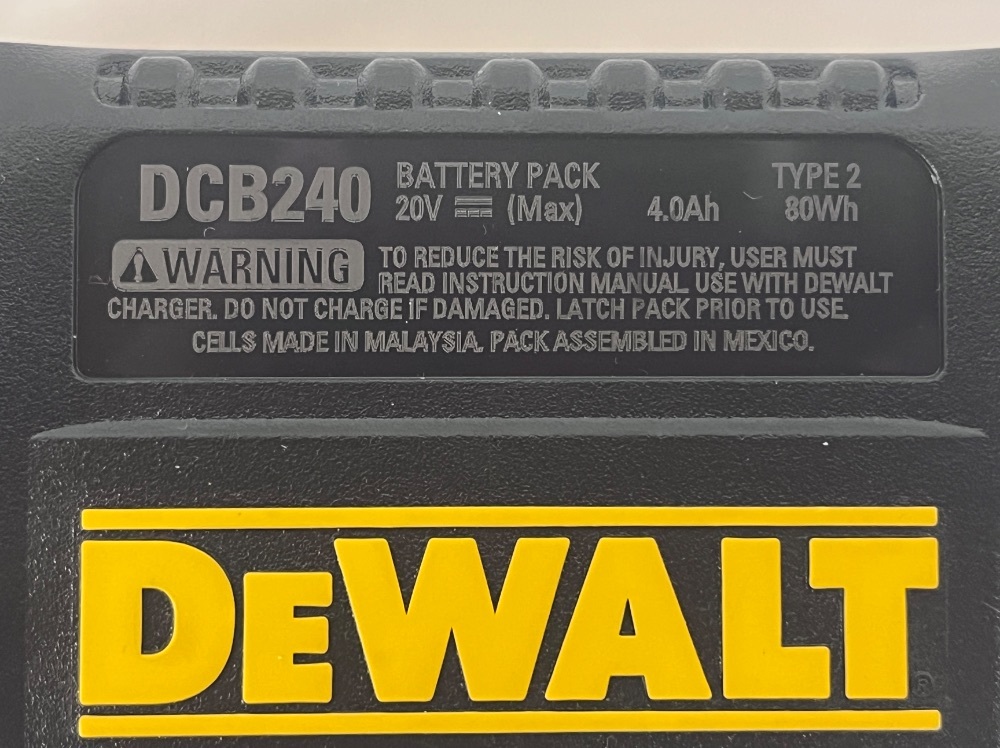 DCB240 BATTERY PACK TYPE 2
20V ⎓ (Max) 4.0Ah 80Wh
⚠WARNING TO REDUCE THE RISK OF INJURY, USER MUST
READ INSTRUCTION MANUAL. USE WITH DEWALT
CHARGER. DO NOT CHARGE IF DAMAGED. LATCH PACK PRIOR TO USE.
CELLS MADE IN MALAYSIA. PACK ASSEMBLED IN MEXICO.
DEWALT®